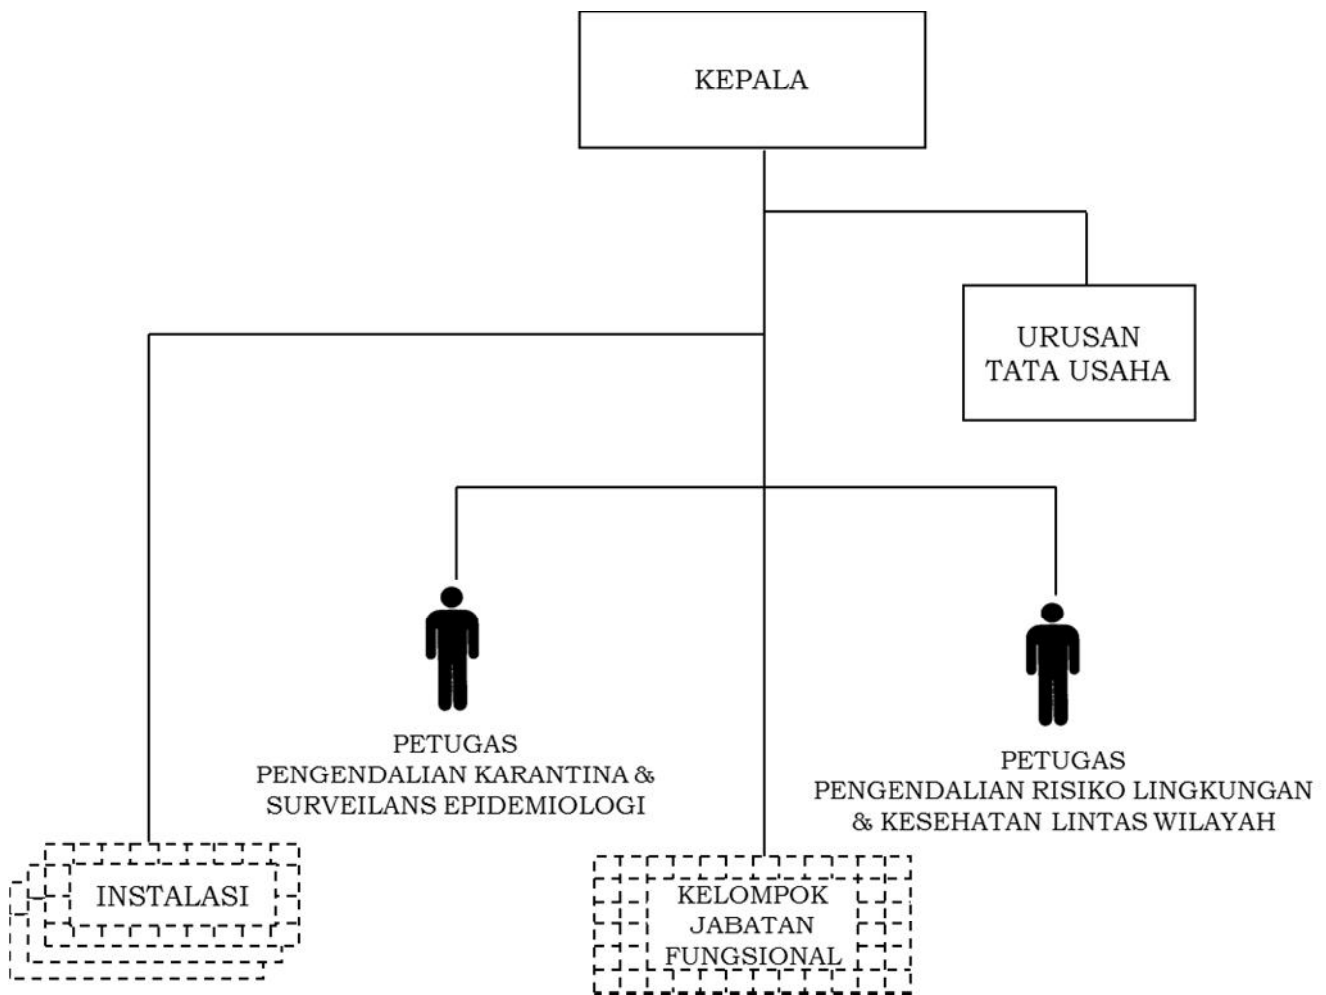 KEPALA
URUSAN
TATA USAHA
PETUGAS
PENGENDALIAN KARANTINA &
SURVEILANS EPIDEMIOLOGI
PETUGAS
PENGENDALIAN RISIKO LINGKUNGAN
& KESEHATAN LINTAS WILAYAH
INSTALASI
KELOMPOK
JABATAN
FUNGSIONAL